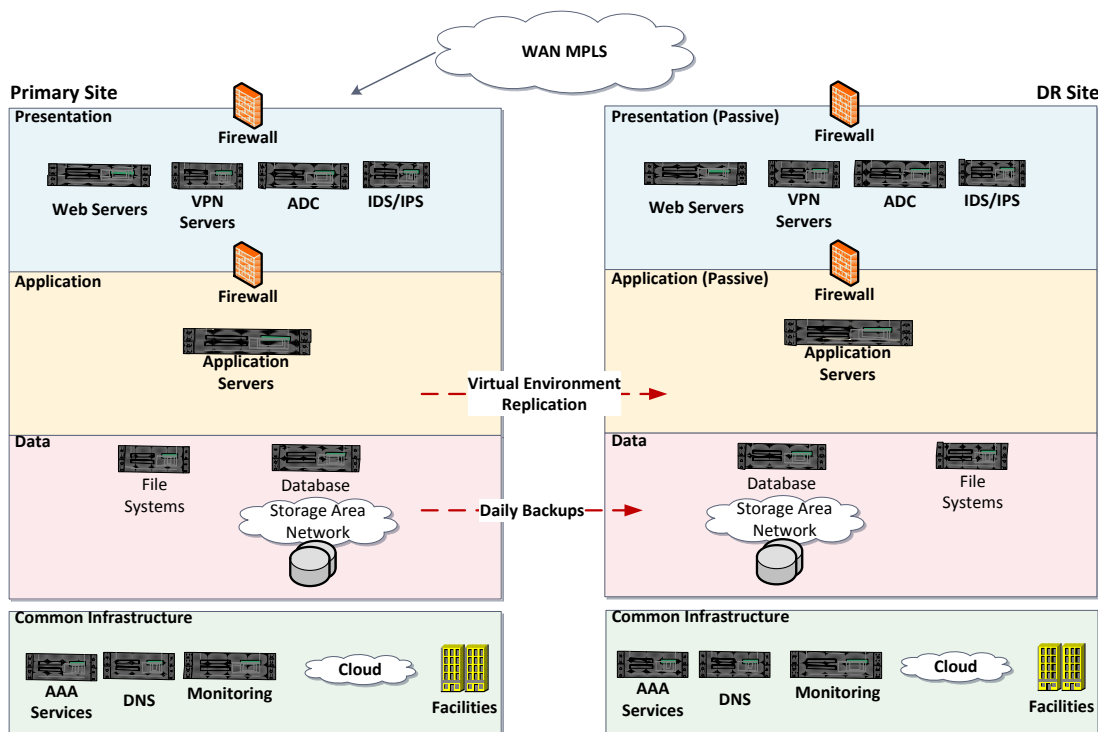 WAN MPLS
Primary Site
Presentation
Firewall
Web Servers
VPN
Servers
ADC
IDS/IPS
Application
Firewall
Application
Servers
Data
File
Systems
Database
Storage Area
Network
Common Infrastructure
AAA
Services
DNS
Monitoring
Cloud
Facilities
Virtual Environment
Replication
Daily Backups
DR Site
Presentation (Passive)
Firewall
Web Servers
VPN
Servers
ADC
IDS/IPS
Application (Passive)
Firewall
Application
Servers
Data
Database
File
Systems
Storage Area
Network
Common Infrastructure
AAA
Services
DNS
Monitoring
Cloud
Facilities